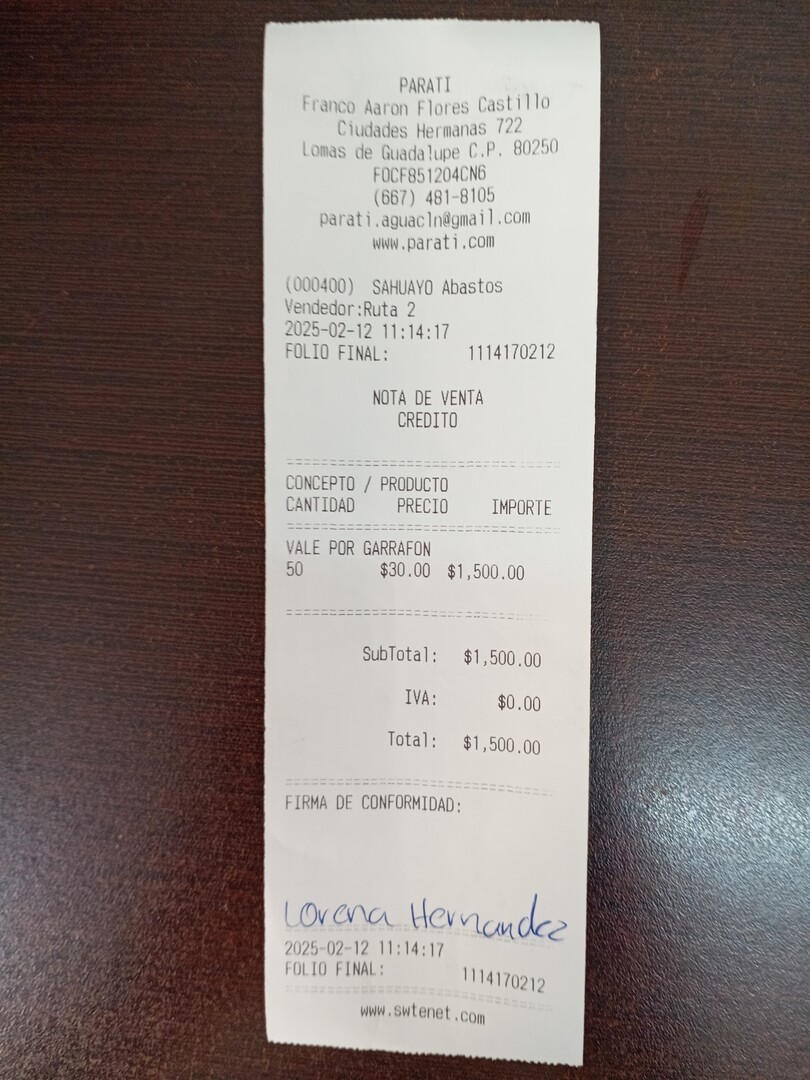 PARATI
Franco Aaron Flores Castillo
Ciudades Hermanas 722
Lomas de Guadalupe C.P. 80250
FOCF851204CN6
(667) 481-8105
parati.aguacln@gmail.com
www.parati.com
(000400) SAHUAYO Abastos
Vendedor:Ruta 2
2025-02-12 11:14:17
FOLIO FINAL: 1114170212
NOTA DE VENTA
CREDITO
CONCEPTO / PRODUCTO
CANTIDAD PRECIO IMPORTE
VALE POR GARRAFON
50 $30.00 $1,500.00
SubTotal: $1,500.00
IVA: $0.00
Total: $1,500.00
FIRMA DE CONFORMIDAD:
Lorena Hernandez
2025-02-12 11:14:17
FOLIO FINAL: 1114170212
www.swtenet.com